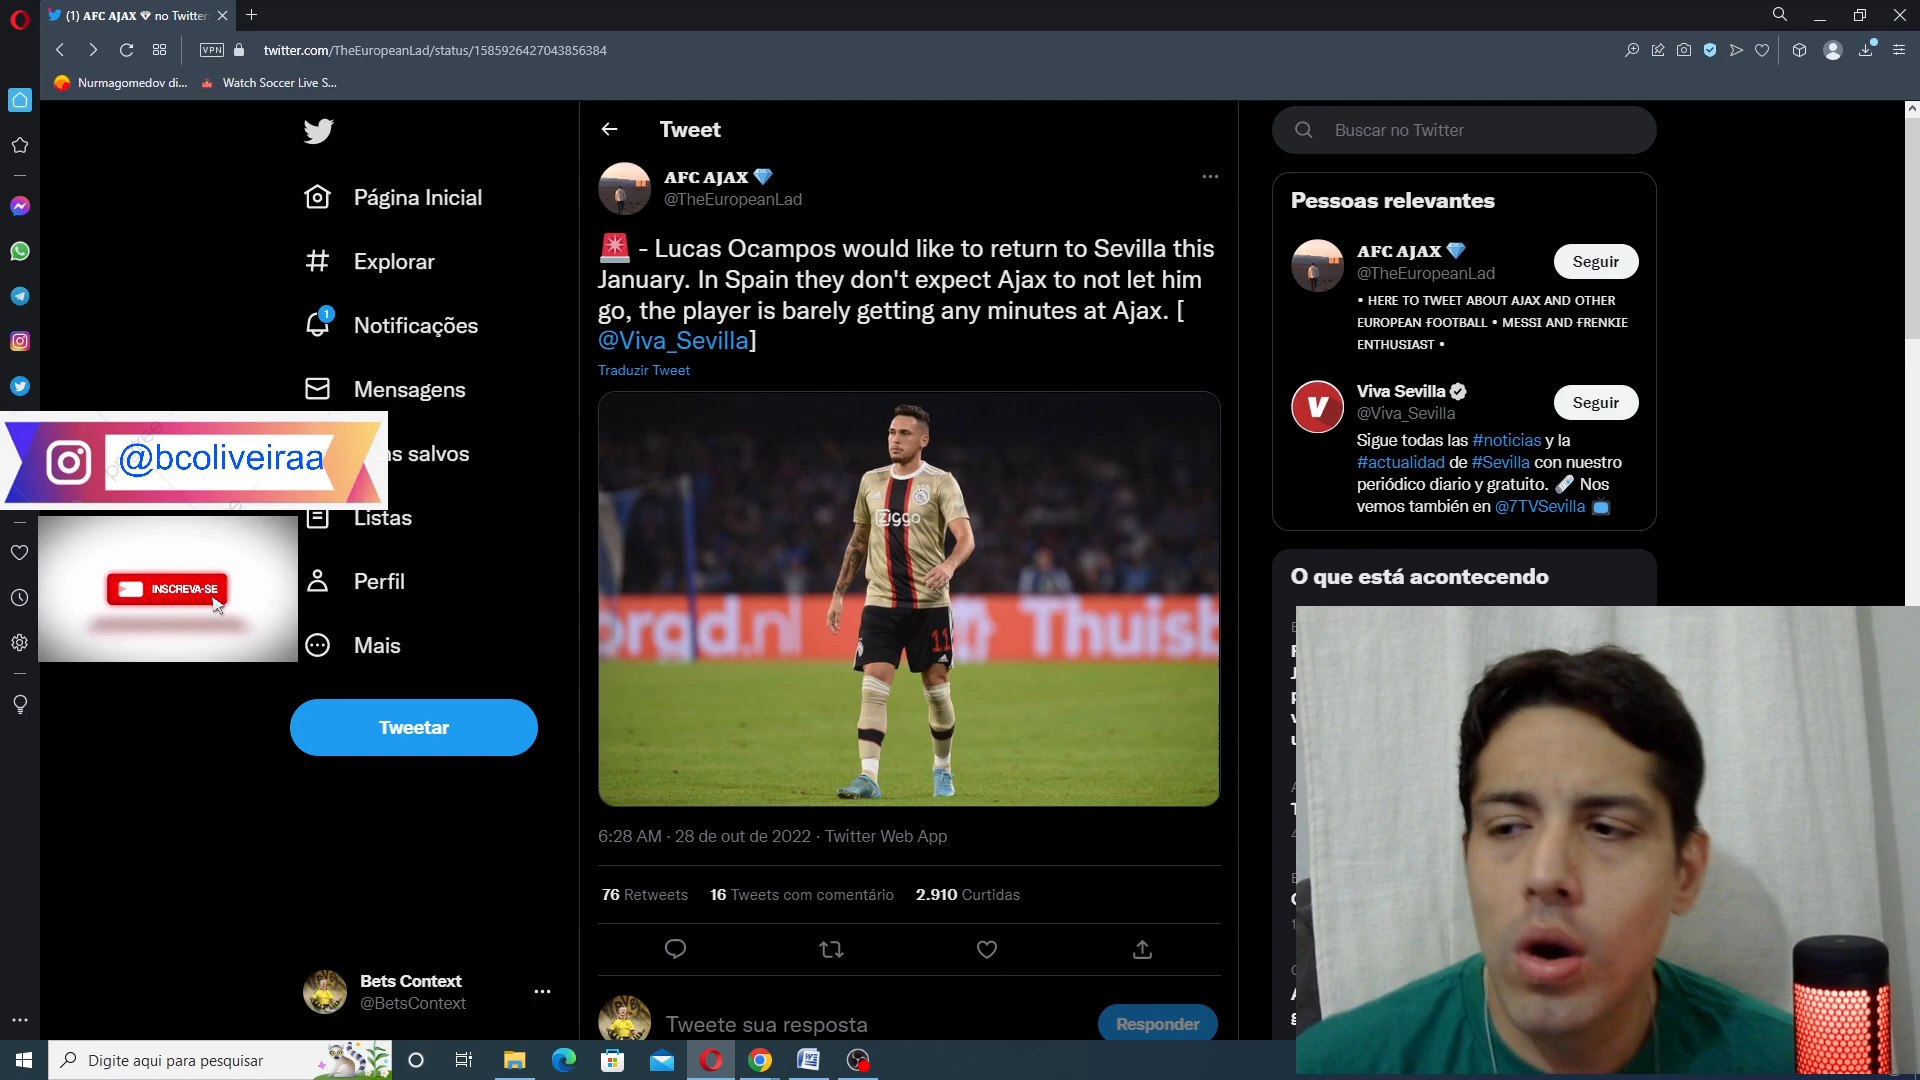 (1) AFC AJAX 💎 no Twitter
VPN
twitter.com/TheEuropeanLad/status/1585926427043856384
Nurmagomedov di...
Watch Soccer Live S...
Página Inicial
Explorar
1
Notificações
Mensagens
ns salvos
Listas
Perfil
Mais
Tweetar
@bcoliveiraa
INSCREVA-SE
Bets Context
@BetsContext
Tweet
AFC AJAX 💎
@TheEuropeanLad
🚨 - Lucas Ocampos would like to return to Sevilla this
January. In Spain they don't expect Ajax to not let him
go, the player is barely getting any minutes at Ajax. [
@Viva_Sevilla]
Traduzir Tweet
Ziggo
11
orgd.nl
Thuisb
6:28 AM · 28 de out de 2022 · Twitter Web App
76 Retweets 16 Tweets com comentário 2.910 Curtidas
Tweete sua resposta
Responder
Buscar no Twitter
Pessoas relevantes
AFC AJAX 💎
@TheEuropeanLad
Seguir
• HERE TO TWEET ABOUT AJAX AND OTHER
EUROPEAN FOOTBALL • MESSI AND FRENKIE
ENTHUSIAST •
Viva Sevilla
@Viva_Sevilla
Seguir
Sigue todas las #noticias y la
#actualidad de #Sevilla con nuestro
periódico diario y gratuito. 🗞️ Nos
vemos también en @7TVSevilla 📺
O que está acontecendo
Digite aqui para pesquisar